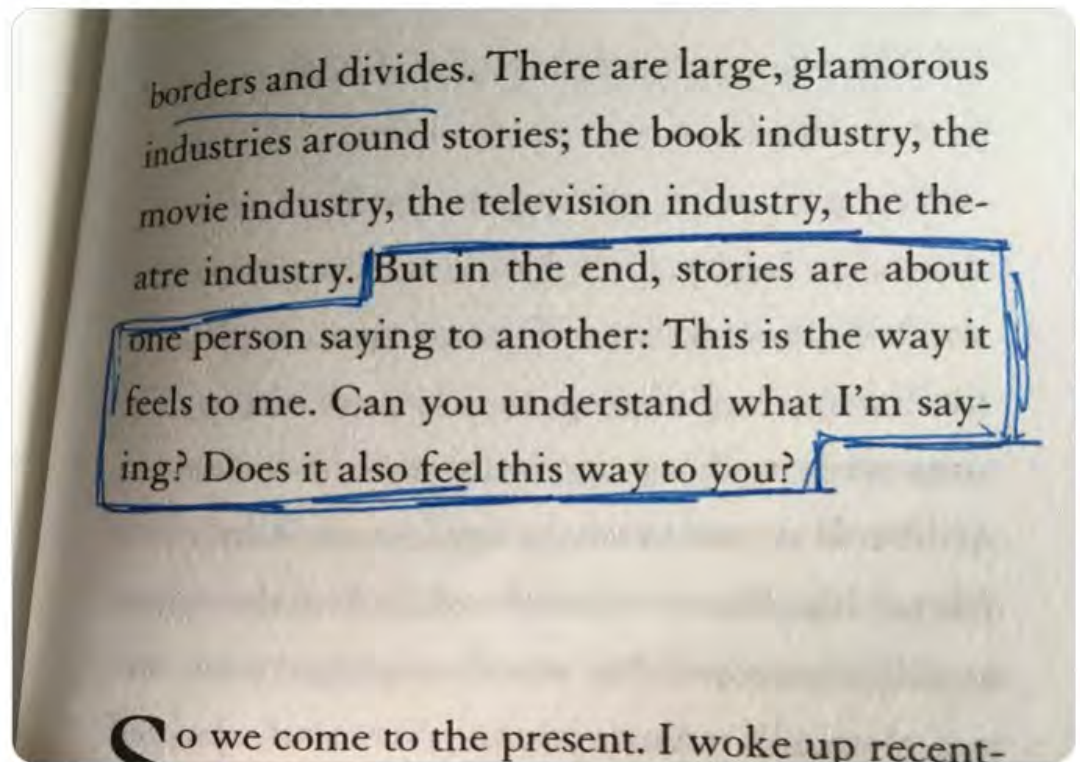 borders and divides. There are large, glamorous
industries around stories; the book industry, the
movie industry, the television industry, the the-
atre industry. But in the end, stories are about
one person saying to another: This is the way it
feels to me. Can you understand what I'm say-
ing? Does it also feel this way to you?
So we come to the present. I woke up recent-